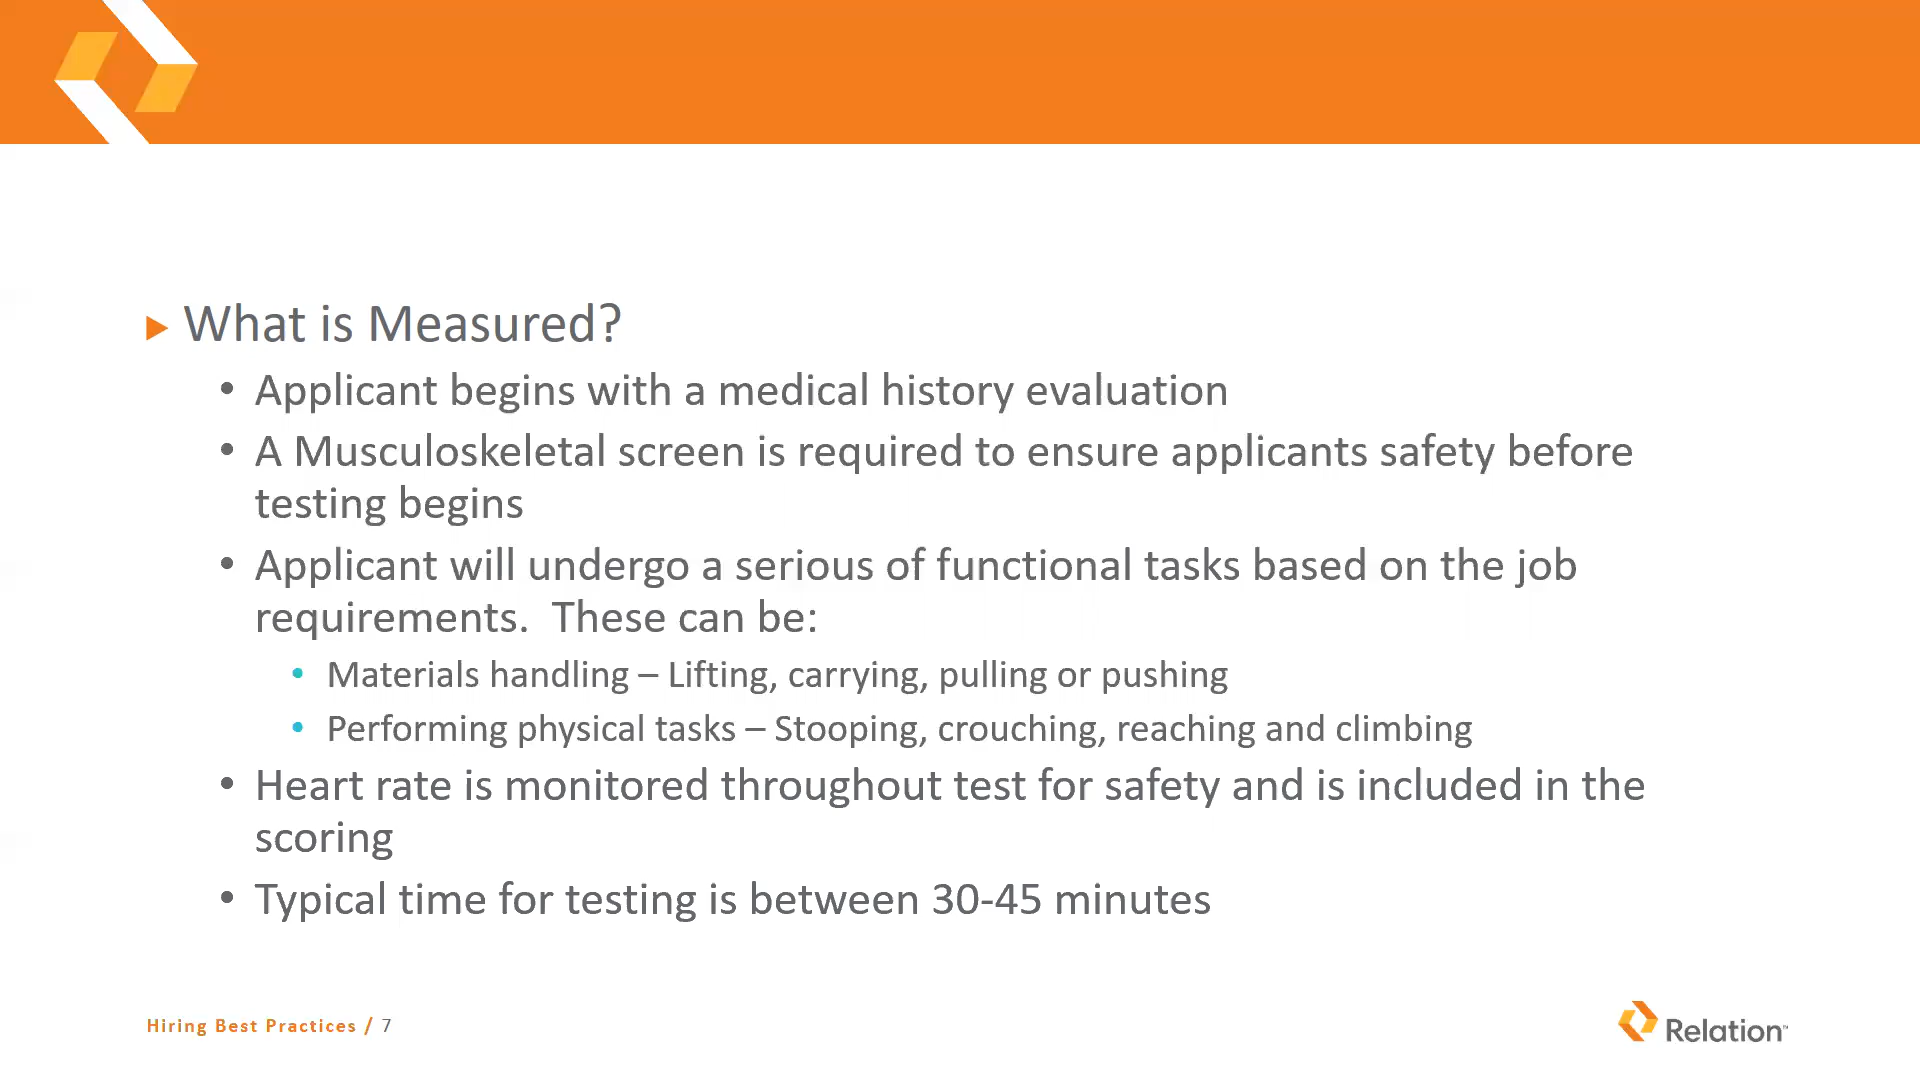 What is Measured?
• Applicant begins with a medical history evaluation
• A Musculoskeletal screen is required to ensure applicants safety before
testing begins
• Applicant will undergo a serious of functional tasks based on the job
requirements.  These can be:
• Materials handling – Lifting, carrying, pulling or pushing
• Performing physical tasks – Stooping, crouching, reaching and climbing
• Heart rate is monitored throughout test for safety and is included in the
scoring
• Typical time for testing is between 30-45 minutes
Hiring Best Practices / 7
Relation™